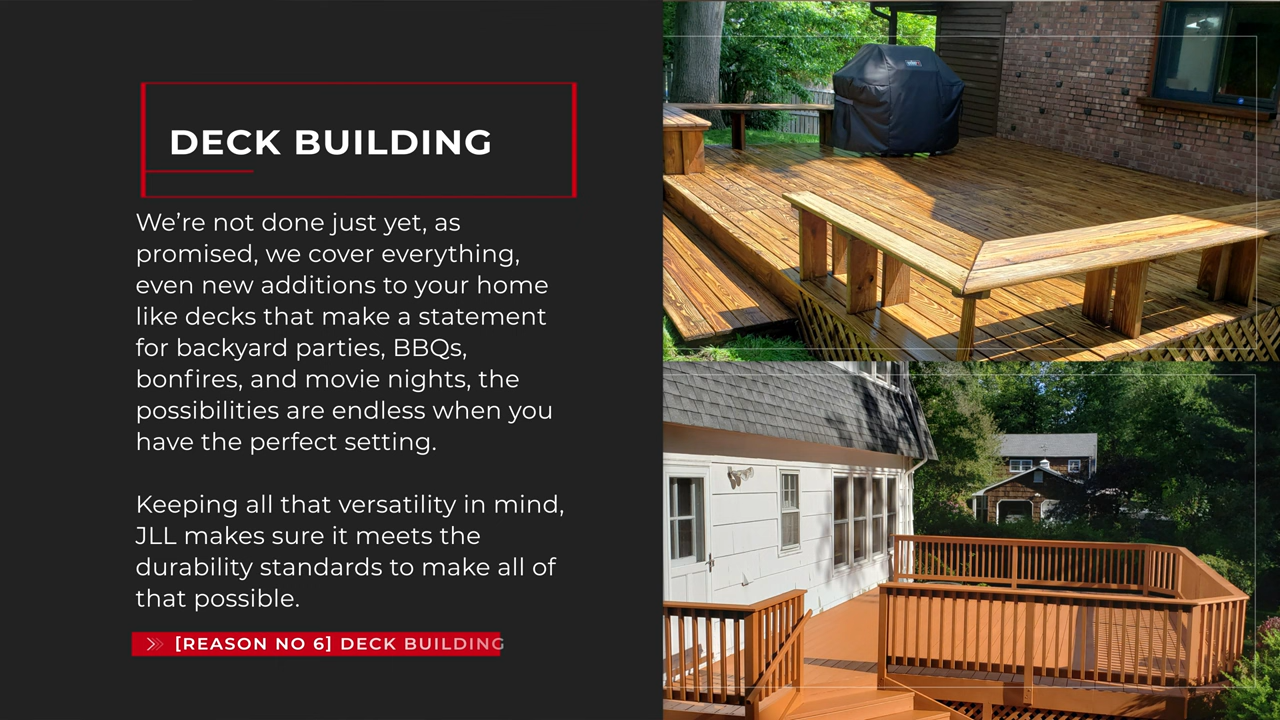 DECK BUILDING
We’re not done just yet, as
promised, we cover everything,
even new additions to your home
like decks that make a statement
for backyard parties, BBQs,
bonfires, and movie nights, the
possibilities are endless when you
have the perfect setting.
Keeping all that versatility in mind,
JLL makes sure it meets the
durability standards to make all of
that possible.
[REASON NO 6] DECK BUILDING